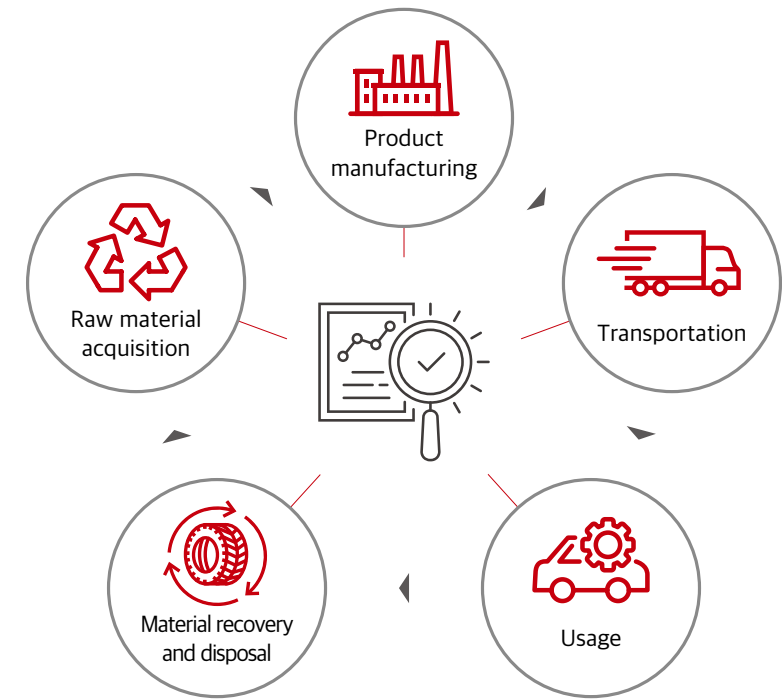 Product
manufacturing
Raw material
acquisition
Transportation
Material recovery
and disposal
Usage